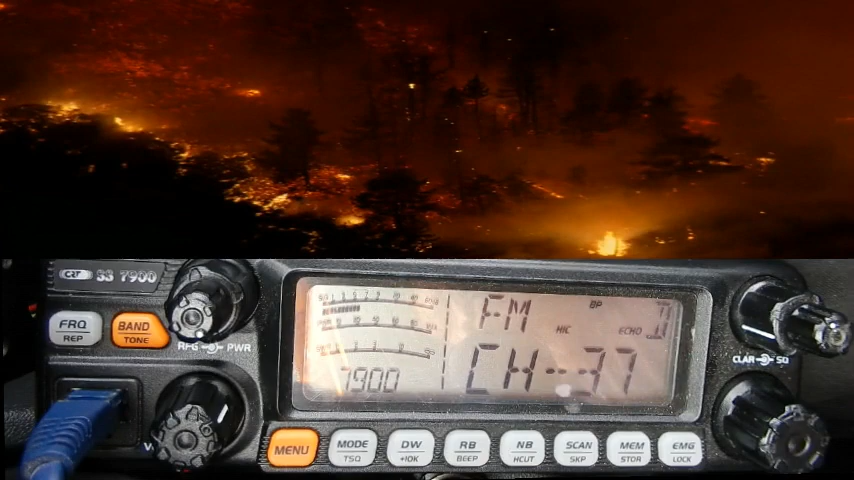 CRT SS 7900
FRQ
REP
BAND
TONE
RFG PWR
FM
BP
MIC
ECHO
CH-37
7900
CLAR SQ
MENU
MODE
TSQ
DW
+10K
RB
BEEP
NB
HCUT
SCAN
SKP
MEM
STOR
EMG
LOCK